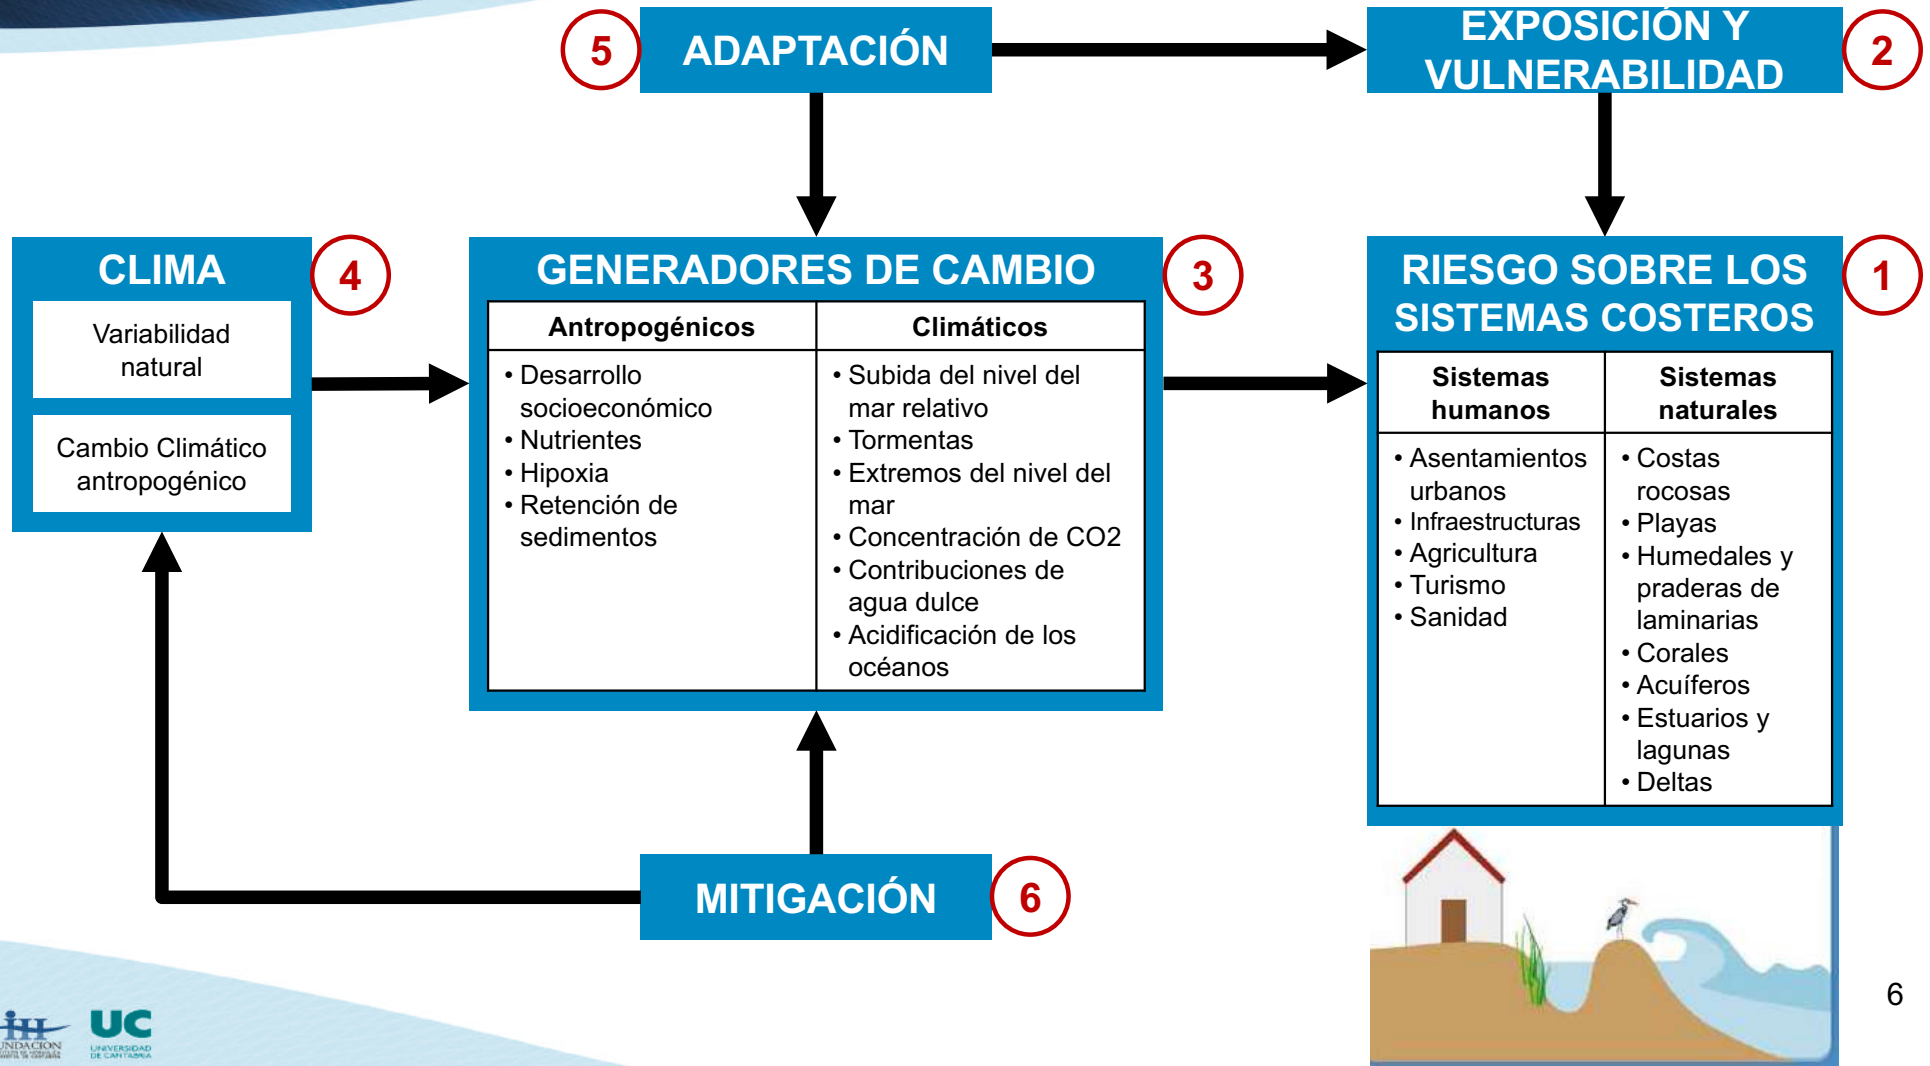 5
ADAPTACIÓN
EXPOSICIÓN Y
VULNERABILIDAD
2
CLIMA
4
Variabilidad
natural
Cambio Climático
antropogénico
GENERADORES DE CAMBIO
3
Antropogénicos
• Desarrollo
socioeconómico
• Nutrientes
• Hipoxia
• Retención de
sedimentos
Climáticos
• Subida del nivel del
mar relativo
• Tormentas
• Extremos del nivel del
mar
• Concentración de CO2
• Contribuciones de
agua dulce
• Acidificación de los
océanos
RIESGO SOBRE LOS
SISTEMAS COSTEROS
1
Sistemas
humanos
• Asentamientos
urbanos
• Infraestructuras
• Agricultura
• Turismo
• Sanidad
Sistemas
naturales
• Costas
rocosas
• Playas
• Humedales y
praderas de
laminarias
• Corales
• Acuíferos
• Estuarios y
lagunas
• Deltas
MITIGACIÓN
6
UC
UNIVERSIDAD
DE CANTABRIA
6